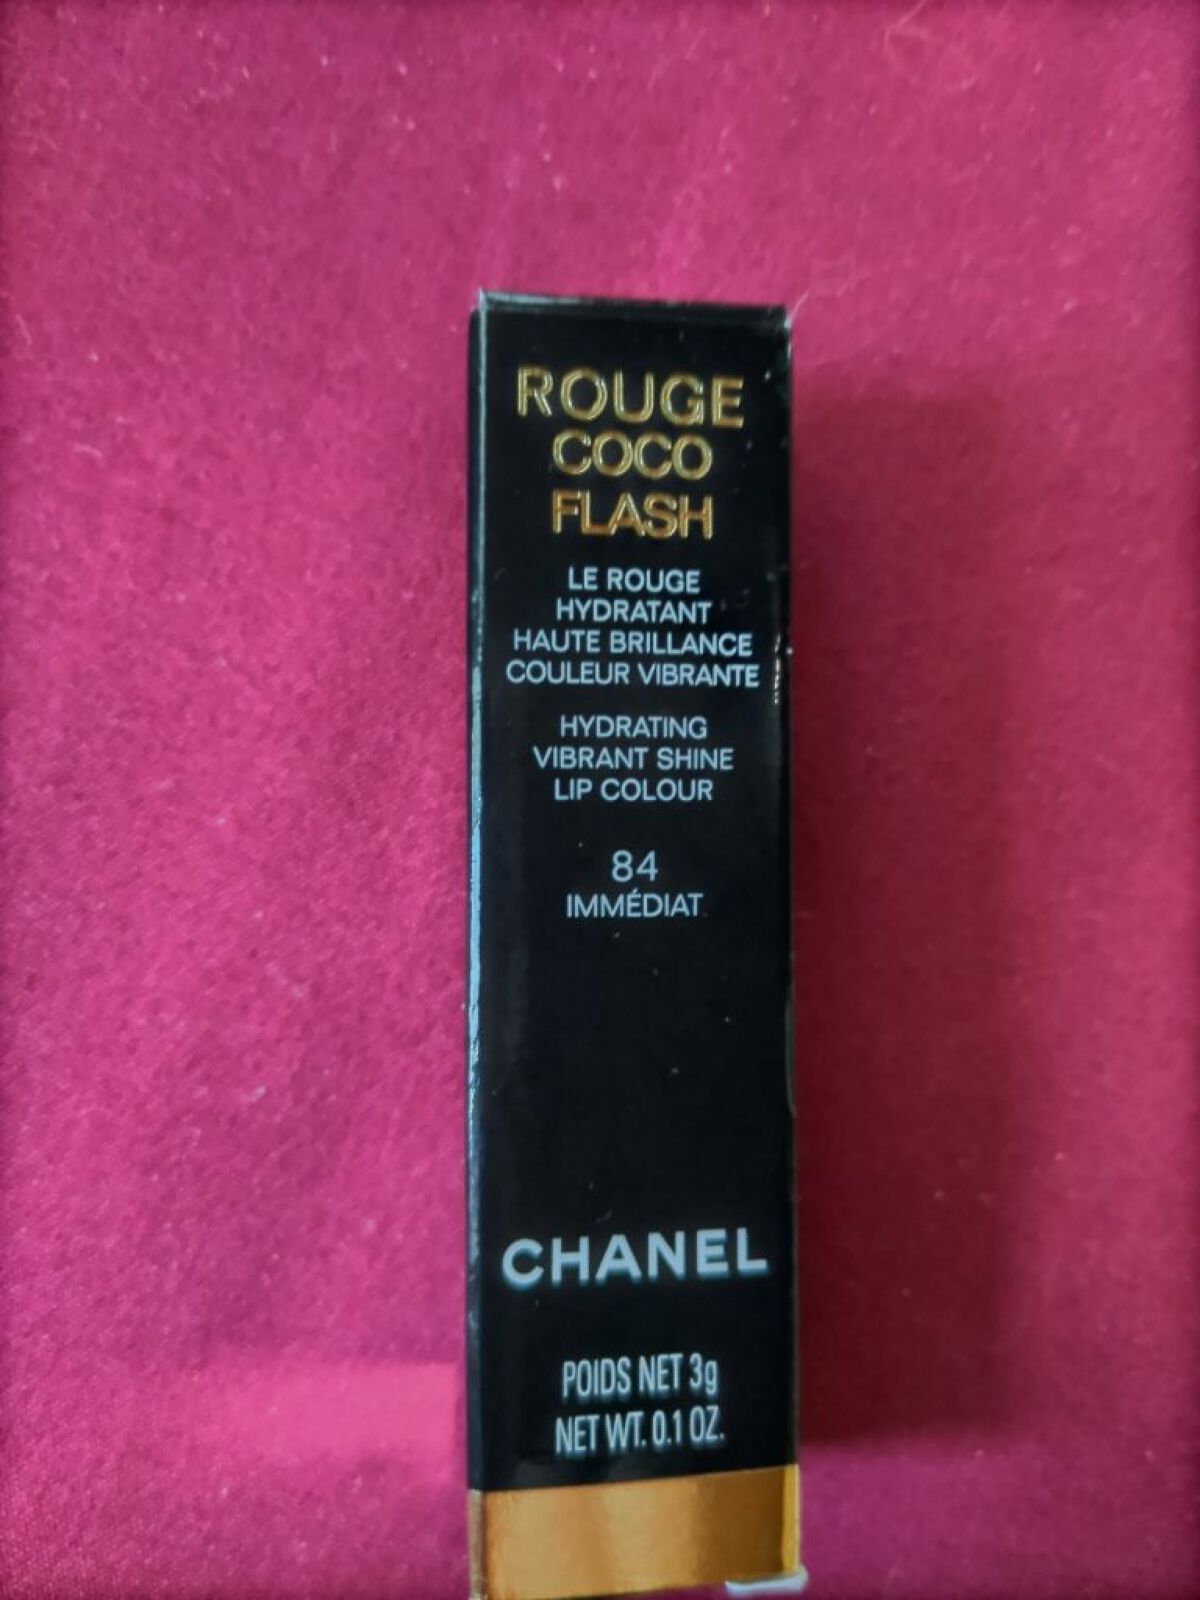 ROUGE
COCO
FLASH
LE ROUGE
HYDRATANT
HAUTE BRILLANCE
COULEUR VIBRANTE
HYDRATING
VIBRANT SHINE
LIP COLOUR
84
IMMÉDIAT
CHANEL
POIDS NET 3g
NET WT. 0.1 OZ.